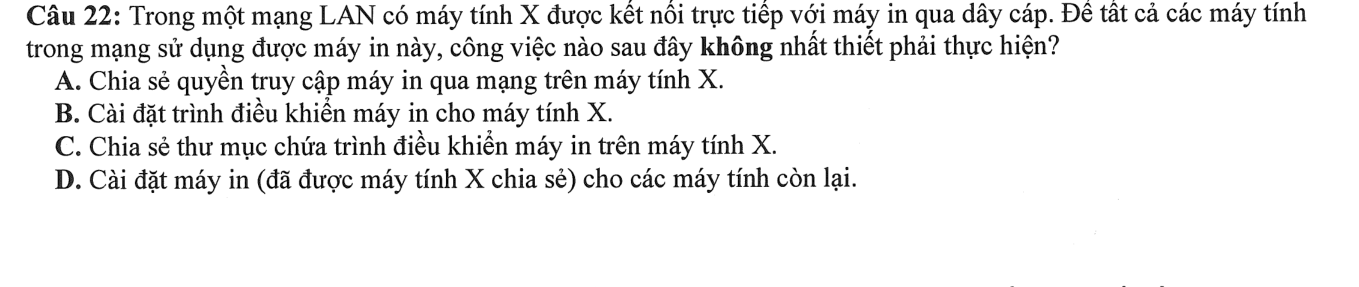 Câu 22: Trong một mạng LAN có máy tính X được kết nối trực tiếp với máy in qua dây cáp. Để tất cả các máy tính
trong mạng sử dụng được máy in này, công việc nào sau đây không nhất thiết phải thực hiện?
A. Chia sẻ quyền truy cập máy in qua mạng trên máy tính X.
B. Cài đặt trình điều khiển máy in cho máy tính X.
C. Chia sẻ thư mục chứa trình điều khiển máy in trên máy tính X.
D. Cài đặt máy in (đã được máy tính X chia sẻ) cho các máy tính còn lại.